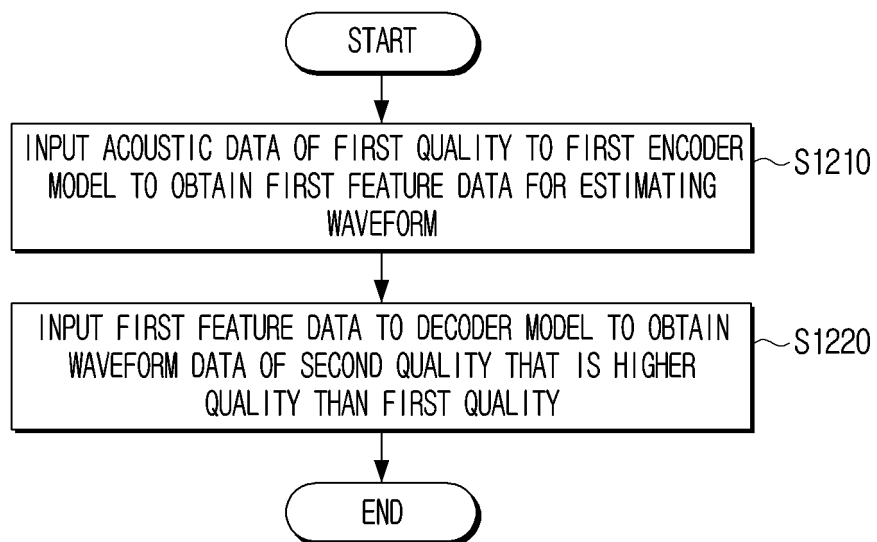 START
INPUT ACOUSTIC DATA OF FIRST QUALITY TO FIRST ENCODER
MODEL TO OBTAIN FIRST FEATURE DATA FOR ESTIMATING
WAVEFORM
S1210
INPUT FIRST FEATURE DATA TO DECODER MODEL TO OBTAIN
WAVEFORM DATA OF SECOND QUALITY THAT IS HIGHER
QUALITY THAN FIRST QUALITY
S1220
END